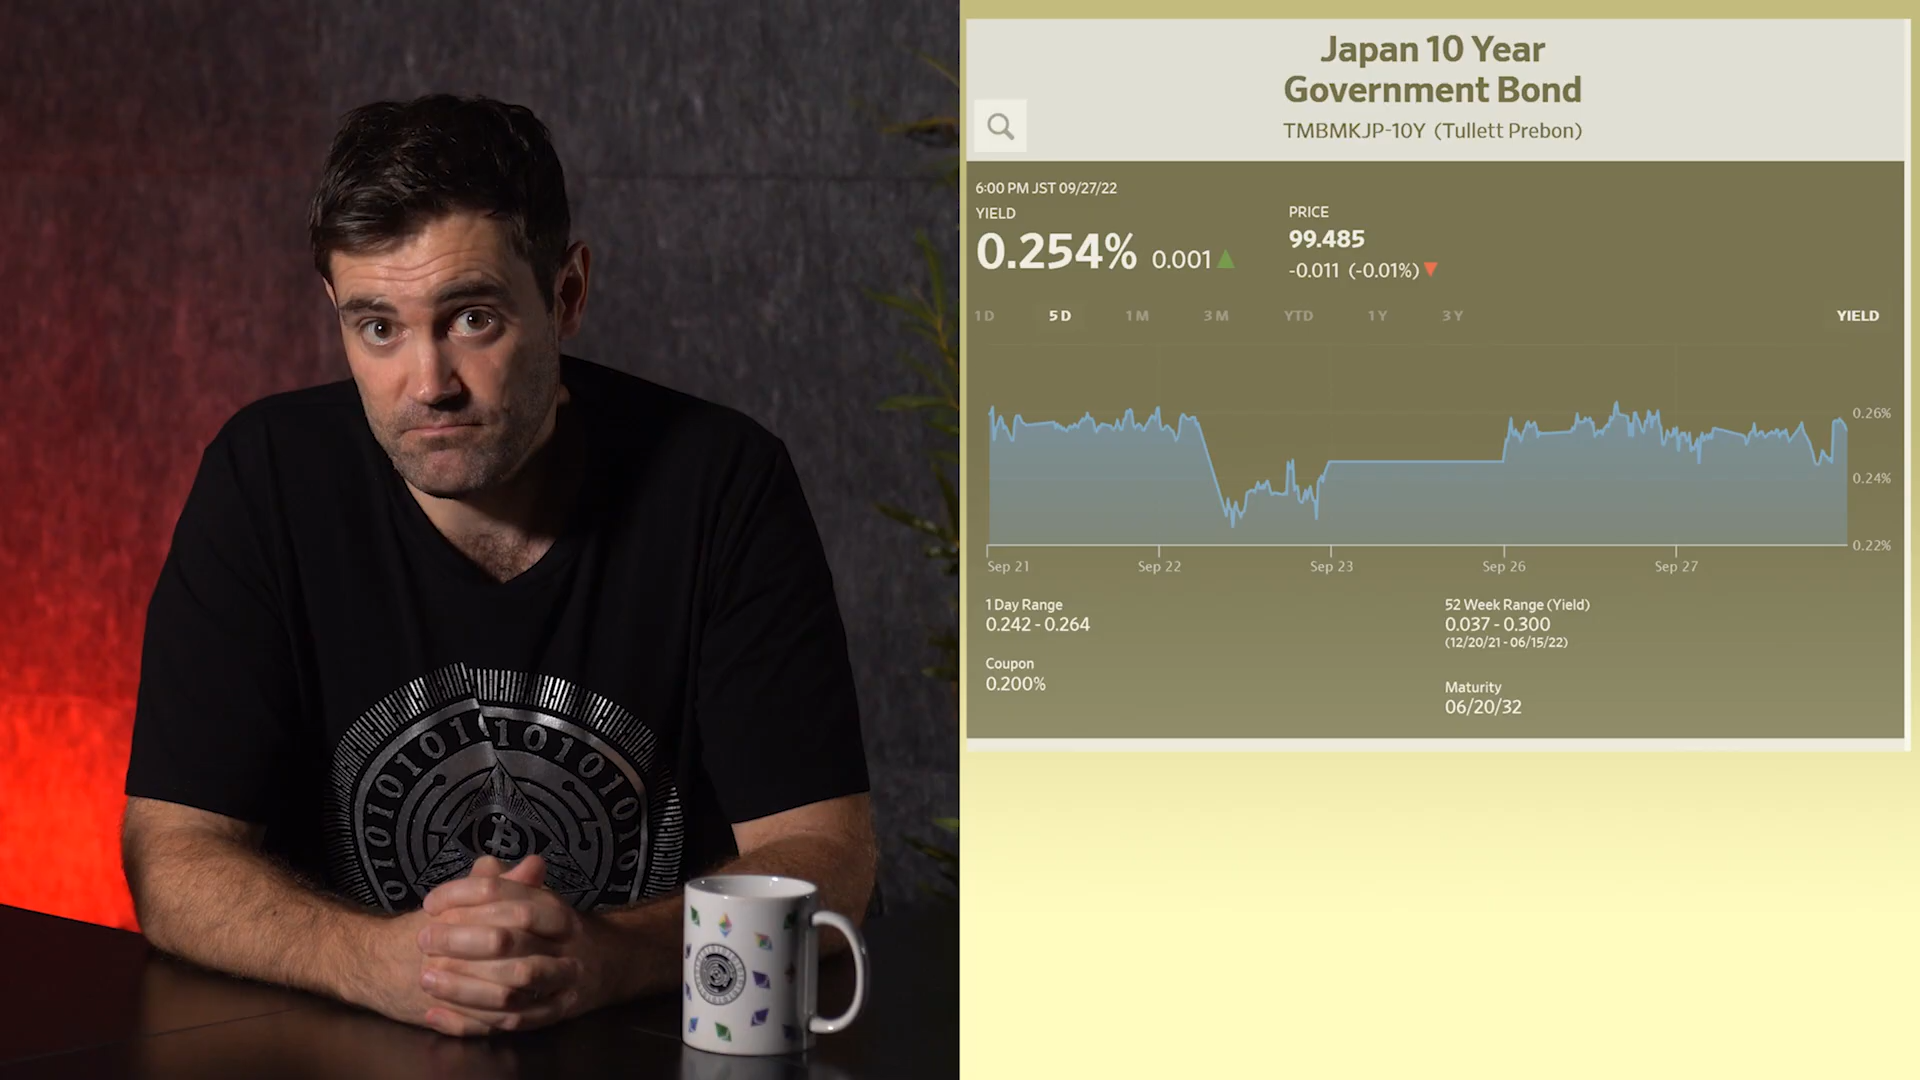 Japan 10 Year
Government Bond
TMBMKJP-10Y (Tullett Prebon)
6:00 PM JST 09/27/22
YIELD
0.254% 0.001
PRICE
99.485
-0.011 (-0.01%)
1D 5D 1M 3M YTD 1Y 3Y YIELD
0.26%
0.24%
0.22%
Sep 21 Sep 22 Sep 23 Sep 26 Sep 27
1 Day Range
0.242 - 0.264
Coupon
0.200%
52 Week Range (Yield)
0.037 - 0.300
(12/20/21 - 06/15/22)
Maturity
06/20/32
0101010101010101